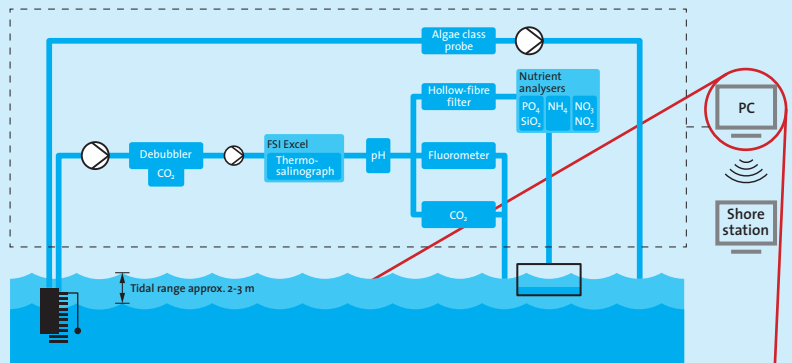 Algae class
probe
Nutrient
analysers
Hollow-fibre
filter
PO₄ NH₄ NO₃
SiO₂ NO₂
PC
Debubbler
CO₂
FSI Excel
Thermo-
salinograph
pH
Fluorometer
CO₂
Shore
station
Tidal range approx. 2-3 m